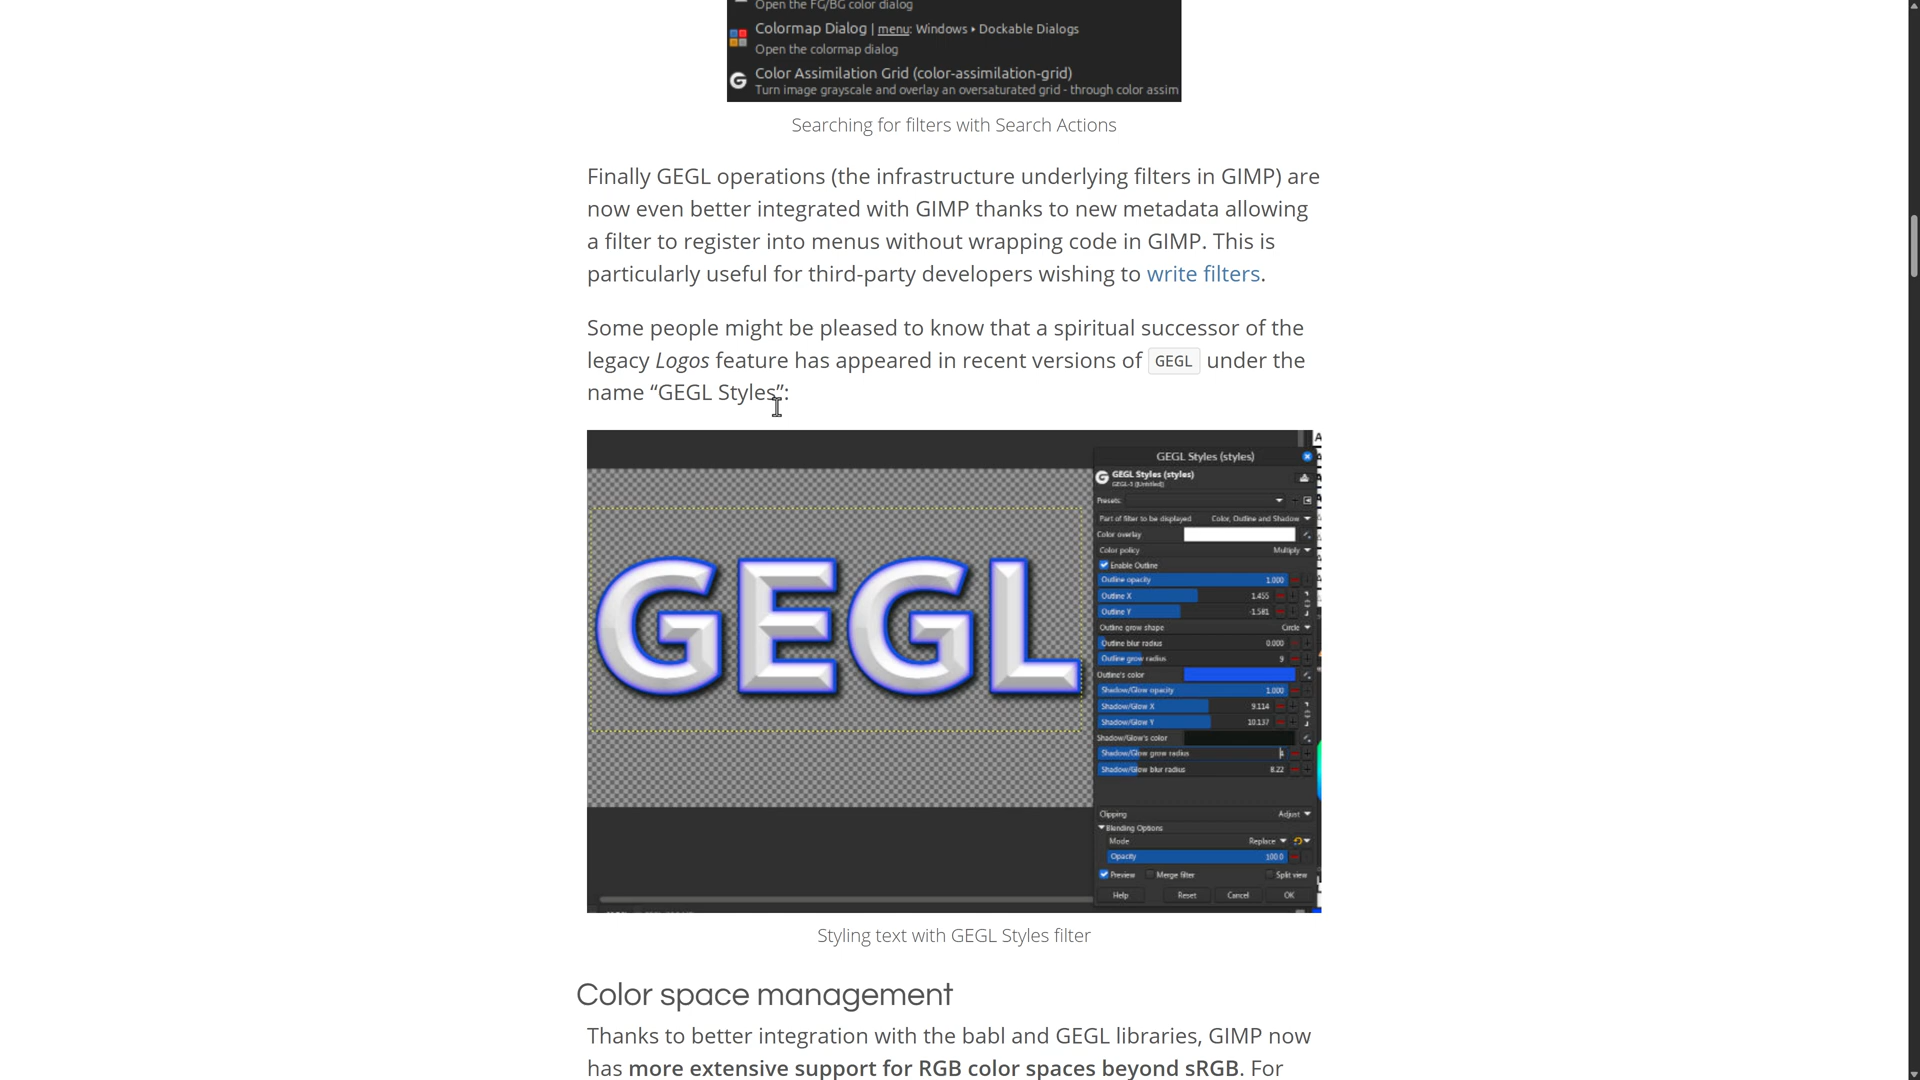 Open the FG/BG color dialog
Colormap Dialog | menu: Windows ▸ Dockable Dialogs
Open the colormap dialog
Color Assimilation Grid (color-assimilation-grid)
Turn image grayscale and overlay an oversaturated grid - through color assim
Searching for filters with Search Actions
Finally GEGL operations (the infrastructure underlying filters in GIMP) are
now even better integrated with GIMP thanks to new metadata allowing
a filter to register into menus without wrapping code in GIMP. This is
particularly useful for third-party developers wishing to write filters.
Some people might be pleased to know that a spiritual successor of the
legacy Logos feature has appeared in recent versions of GEGL under the
name “GEGL Styles”:
GEGL
GEGL Styles (styles)
GEGL Styles (styles)
Presets:
Part of filter to be displayed Color, Outline and Shadow
Color overlay
Color policy Multiply
Enable Outline
Outline opacity 1.000
Outline X 1.455
Outline Y -1.581
Outline grow shape Circle
Outline blur radius 0.000
Outline grow radius 9
Outline's color
Shadow/Glow opacity 1.000
Shadow/Glow X 9.114
Shadow/Glow Y 10.137
Shadow/Glow's color
Shadow/Glow grow radius
Shadow/Glow blur radius 8.22
Clipping Adjust
Blending Options
Mode Replace
Opacity 100.0
Preview Merge filter Split view
Help Reset Cancel OK
Styling text with GEGL Styles filter
Color space management
Thanks to better integration with the babl and GEGL libraries, GIMP now
has more extensive support for RGB color spaces beyond sRGB. For